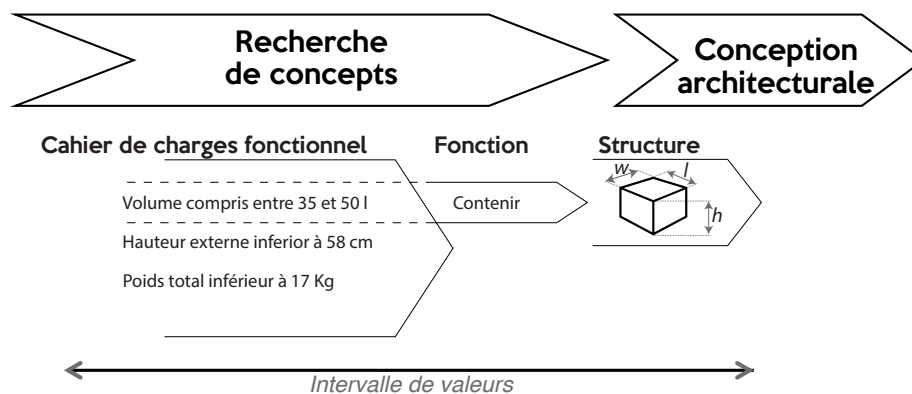 Recherche
de concepts
Conception
architecturale
Cahier de charges fonctionnel
Fonction
Structure
Volume compris entre 35 et 50 l
Contenir
w
l
h
Hauteur externe inferior à 58 cm
Poids total inférieur à 17 Kg
Intervalle de valeurs